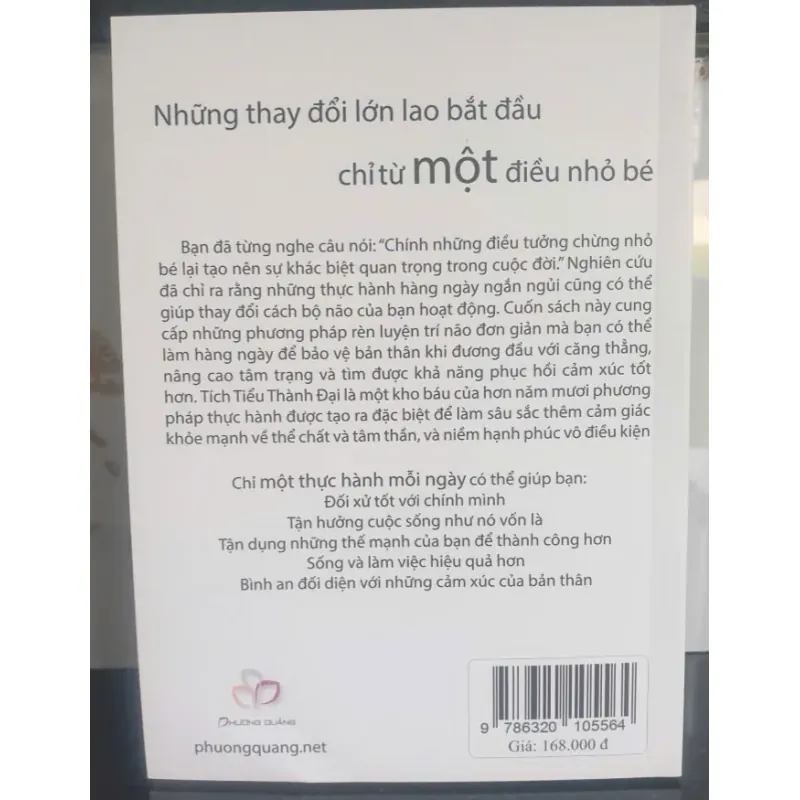 Những thay đổi lớn lao bắt đầu
chỉ từ một điều nhỏ bé
Bạn đã từng nghe câu nói: “Chính những điều tưởng chừng nhỏ
bé lại tạo nên sự khác biệt quan trọng trong cuộc đời.” Nghiên cứu
đã chỉ ra rằng những thực hành hàng ngày ngắn ngủi cũng có thể
giúp thay đổi cách bộ não của bạn hoạt động. Cuốn sách này cung
cấp những phương pháp rèn luyện trí não đơn giản mà bạn có thể
làm hàng ngày để bảo vệ bản thân khi đương đầu với căng thẳng,
nâng cao tâm trạng và tìm được khả năng phục hồi cảm xúc tốt
hơn. Tích Tiểu Thành Đại là một kho báu của hơn năm mươi phương
pháp thực hành được tạo ra đặc biệt để làm sâu sắc thêm cảm giác
khỏe mạnh về thể chất và tâm thần, và niềm hạnh phúc vô điều kiện
Chỉ một thực hành mỗi ngày có thể giúp bạn:
Đối xử tốt với chính mình
Tận hưởng cuộc sống như nó vốn là
Tận dụng những thế mạnh của bạn để thành công hơn
Sống và làm việc hiệu quả hơn
Bình an đối diện với những cảm xúc của bản thân
PHƯƠNG QUẢNG
phuongquang.net
9 786320 105564
Giá: 168.000 đ